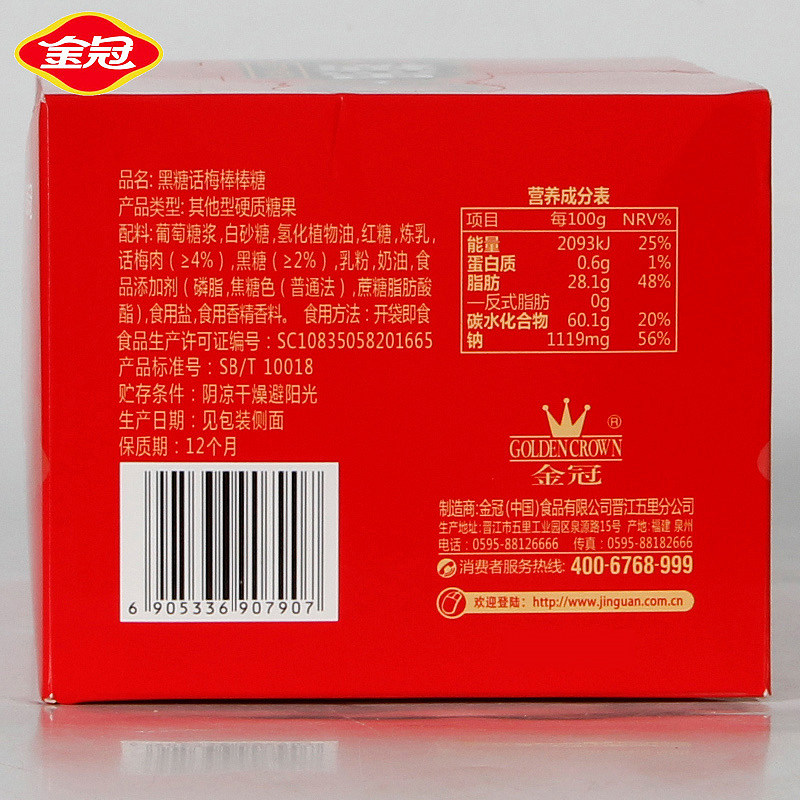 金冠
品名: 黑糖话梅棒棒糖
产品类型: 其他型硬质糖果
配料: 葡萄糖浆,白砂糖,氢化植物油,红糖,炼乳,
话梅肉(≥4%),黑糖(≥2%),乳粉,奶油,食
品添加剂(磷脂,焦糖色(普通法),蔗糖脂肪酸
酯),食用盐,食用香精香料。 食用方法: 开袋即食
食品生产许可证编号: SC10835058201665
产品标准号: SB/T 10018
贮存条件: 阴凉干燥避阳光
生产日期: 见包装侧面
保质期: 12个月
6 905336 907907
营养成分表
项目 每100g NRV%
能量 2093kJ 25%
蛋白质 0.6g 1%
脂肪 28.1g 48%
—反式脂肪 0g
碳水化合物 60.1g 20%
钠 1119mg 56%
®
GOLDEN CROWN
金冠
制造商: 金冠(中国)食品有限公司晋江五里分公司
生产地址: 晋江市五里工业园区泉源路15号 产地: 福建 泉州
电话: 0595-88126666 传真: 0595-88182666
消费者服务热线: 400-6768-999
欢迎登陆: http://www.jinguan.com.cn